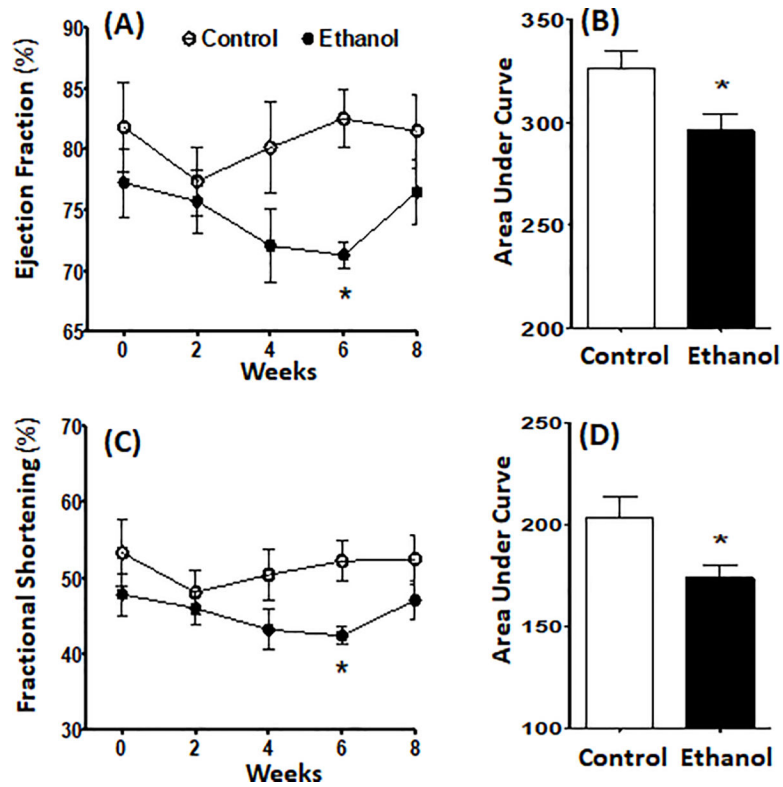 (A)
Control Ethanol
Ejection Fraction (%)
90
85
80
75
70
65
*
0 2 4 6 8
Weeks
(B)
Area Under Curve
350
300
250
200
*
Control Ethanol
(C)
Fractional Shortening (%)
70
60
50
40
30
*
0 2 4 6 8
Weeks
(D)
Area Under Curve
250
200
150
100
*
Control Ethanol